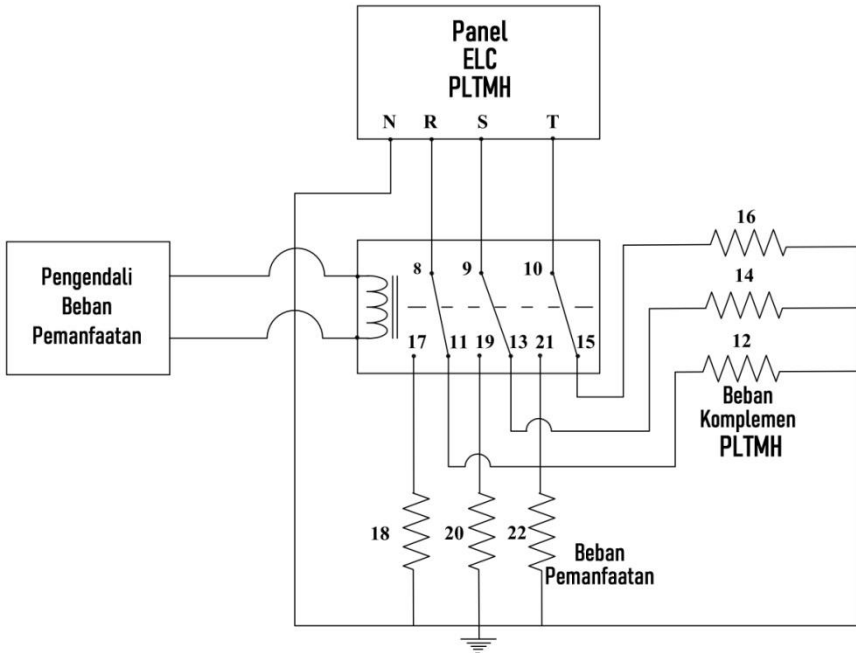 Panel
ELC
PLTMH
N R S T
16
Pengendali
Beban
Pemanfaatan
8 9 10
14
17 11 19 13 21 15
12
Beban
Komplemen
PLTMH
18 20 22
Beban
Pemanfaatan